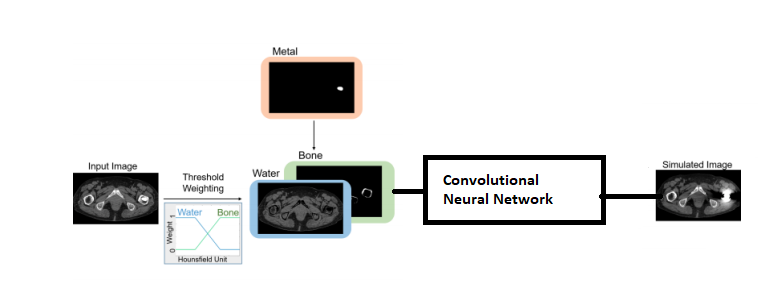 Metal
Bone
Input Image
Threshold
Weighting
Water
Water Bone
Weight
0 1
Hounsfield Unit
Convolutional
Neural Network
Simulated Image